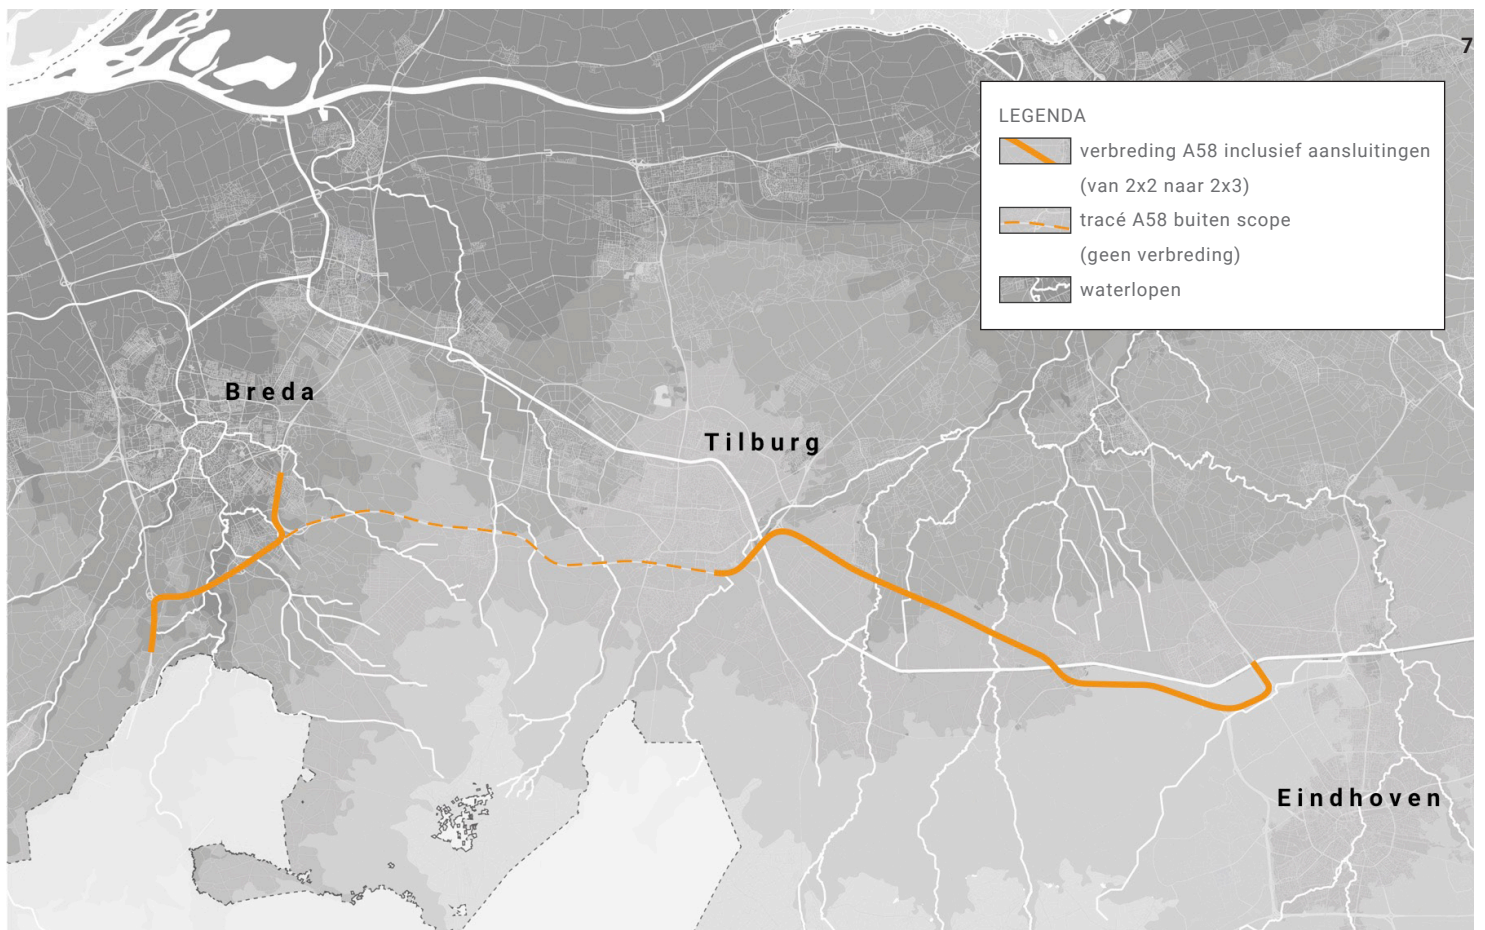 7
LEGENDA
verbreding A58 inclusief aansluitingen
(van 2x2 naar 2x3)
tracé A58 buiten scope
(geen verbreding)
waterlopen
Breda
Tilburg
Eindhoven